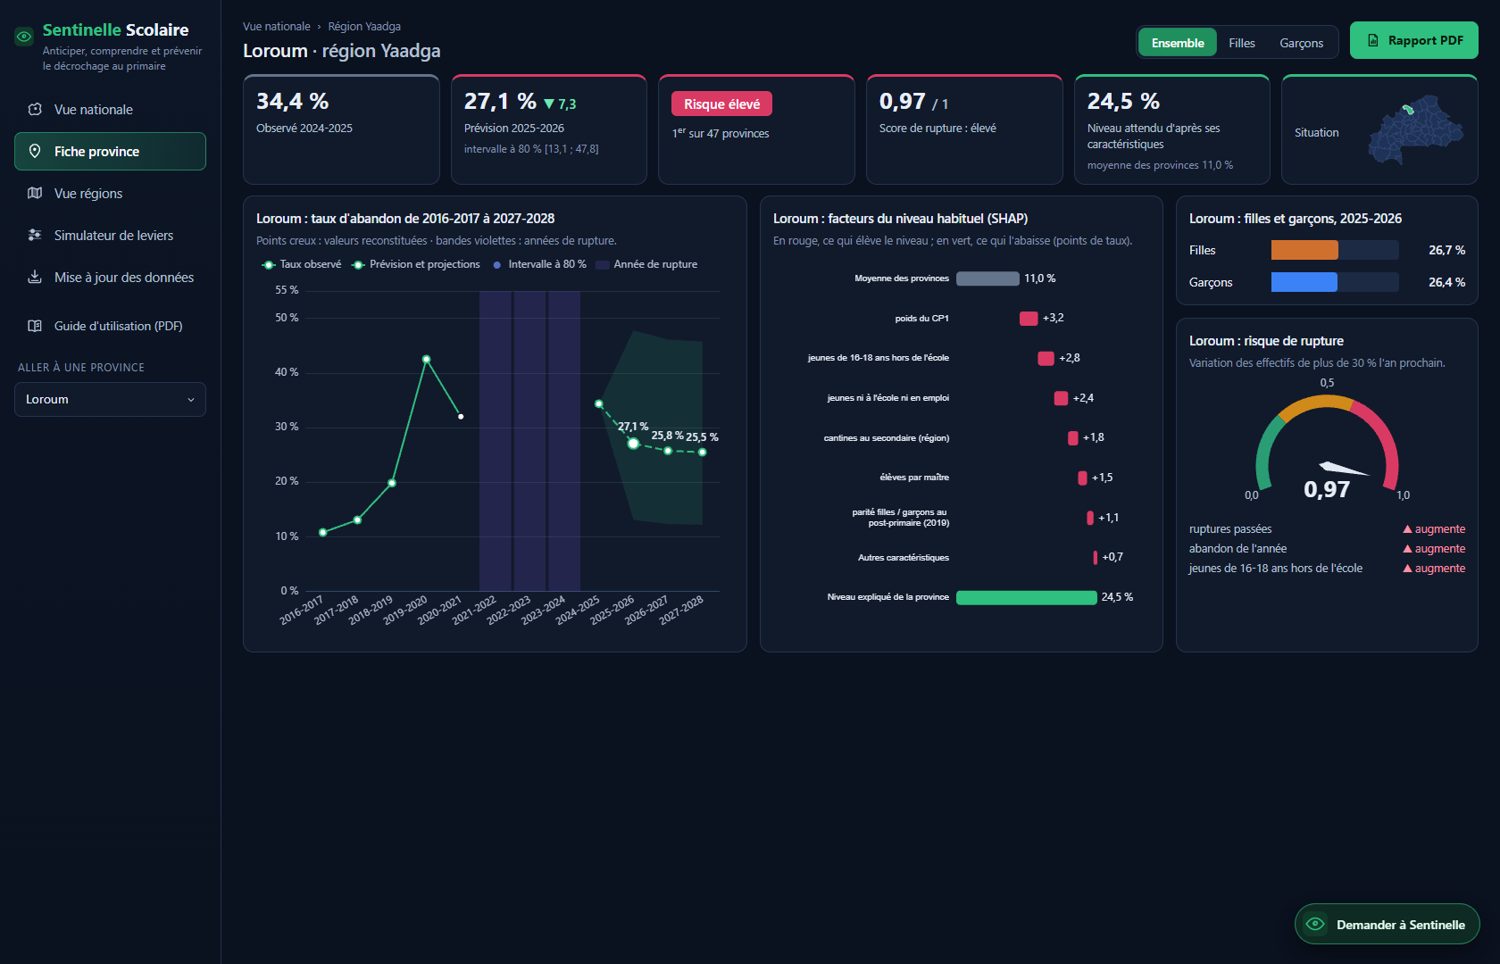 Sentinelle Scolaire
Anticiper, comprendre et prévenir
le décrochage au primaire
Vue nationale
Fiche province
Vue régions
Simulateur de leviers
Mise à jour des données
Guide d'utilisation (PDF)
ALLER À UNE PROVINCE
Loroum
Vue nationale › Région Yaadga
Loroum · région Yaadga
Ensemble
Filles
Garçons
Rapport PDF
34,4 %
Observé 2024-2025
27,1 % ▼ 7,3
Prévision 2025-2026
intervalle à 80 % [13,1 ; 47,8]
Risque élevé
1er sur 47 provinces
0,97 / 1
Score de rupture : élevé
24,5 %
Niveau attendu d'après ses
caractéristiques
moyenne des provinces 11,0 %
Situation
Loroum : taux d'abandon de 2016-2017 à 2027-2028
Points creux : valeurs reconstituées · bandes violettes : années de rupture.
Taux observé
Prévision et projections
Intervalle à 80 %
Année de rupture
55 %
50 %
40 %
30 %
20 %
10 %
0 %
27,1 %
25,8 %
25,5 %
2016-2017
2017-2018
2018-2019
2019-2020
2020-2021
2021-2022
2022-2023
2023-2024
2024-2025
2025-2026
2026-2027
2027-2028
Loroum : facteurs du niveau habituel (SHAP)
En rouge, ce qui élève le niveau ; en vert, ce qui l'abaisse (points de taux).
Moyenne des provinces 11,0 %
poids du CP1 +3,2
jeunes de 16-18 ans hors de l'école +2,8
jeunes ni à l'école ni en emploi +2,4
cantines au secondaire (région) +1,8
élèves par maître +1,5
parité filles / garçons au
post-primaire (2019) +1,1
Autres caractéristiques +0,7
Niveau expliqué de la province 24,5 %
Loroum : filles et garçons, 2025-2026
Filles 26,7 %
Garçons 26,4 %
Loroum : risque de rupture
Variation des effectifs de plus de 30 % l'an prochain.
0,5
0,0
0,97
1,0
ruptures passées ▲ augmente
abandon de l'année ▲ augmente
jeunes de 16-18 ans hors de l'école ▲ augmente
Demander à Sentinelle